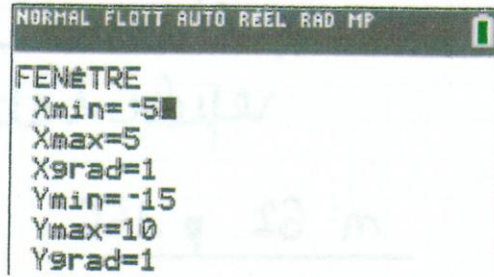 NORMAL FLOTT AUTO RÉEL RAD MP
FENÊTRE
Xmin=-5
Xmax=5
Xgrad=1
Ymin=-15
Ymax=10
Ygrad=1